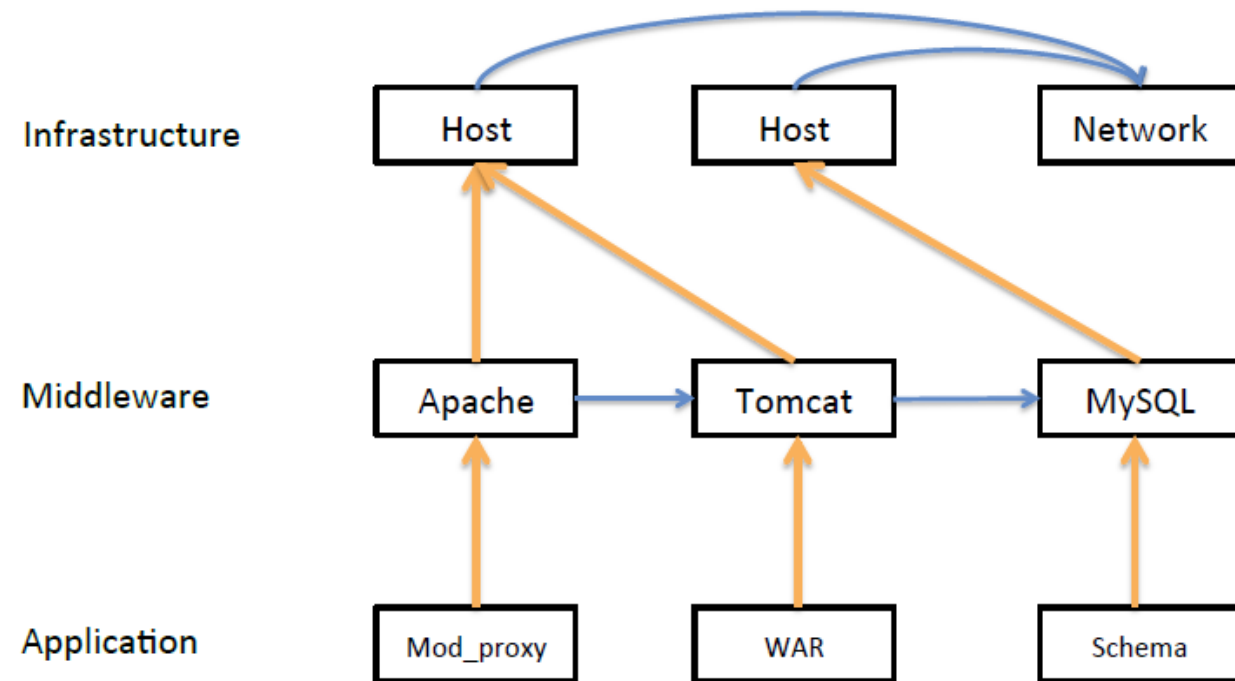 Infrastructure
Host
Host
Network
Middleware
Apache
Tomcat
MySQL
Application
Mod_proxy
WAR
Schema